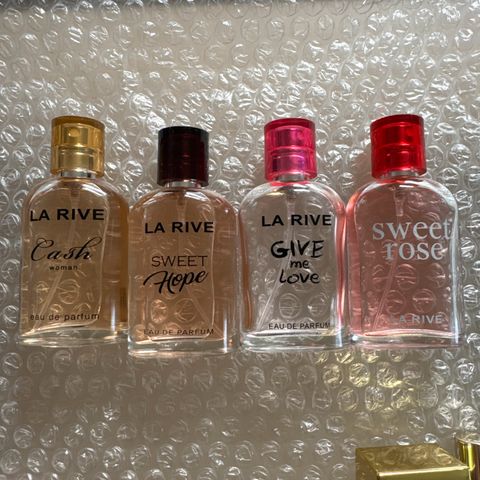 LA RIVE
Cash
woman
eau de parfum
LA RIVE
SWEET
Hope
EAU DE PARFUM
LA RIVE
GIVE
me
LOVE
EAU DE PARFUM
sweet
rose
LA RIVE